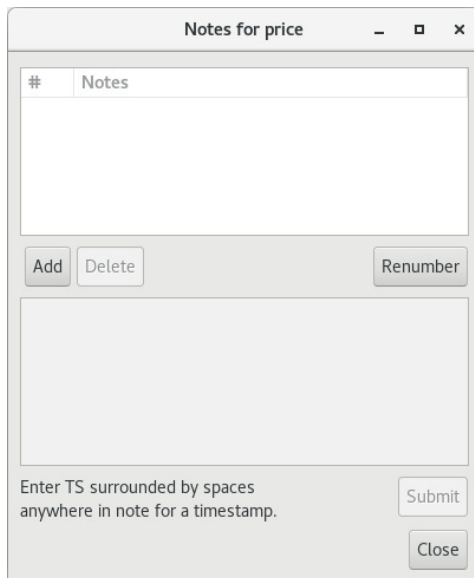 Notes for price
# Notes
Add Delete Renumber
Enter TS surrounded by spaces
anywhere in note for a timestamp.
Submit
Close